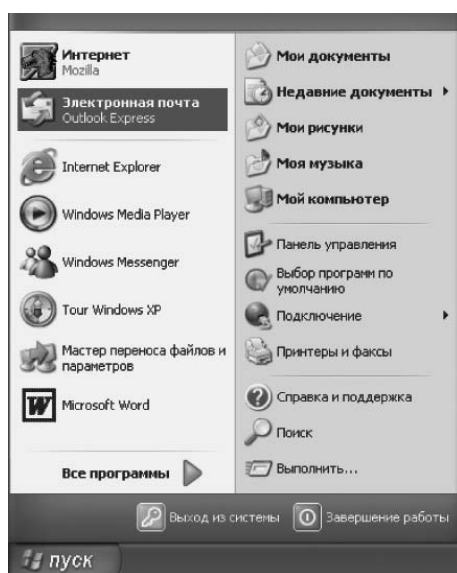 Интернет
Mozilla
Электронная почта
Outlook Express
Internet Explorer
Windows Media Player
Windows Messenger
Tour Windows XP
Мастер переноса файлов и
параметров
Microsoft Word
Все программы
Мои документы
Недавние документы
Мои рисунки
Моя музыка
Мой компьютер
Панель управления
Выбор программ по
умолчанию
Подключение
Принтеры и факсы
Справка и поддержка
Поиск
Выполнить...
Выход из системы
Завершение работы
пуск